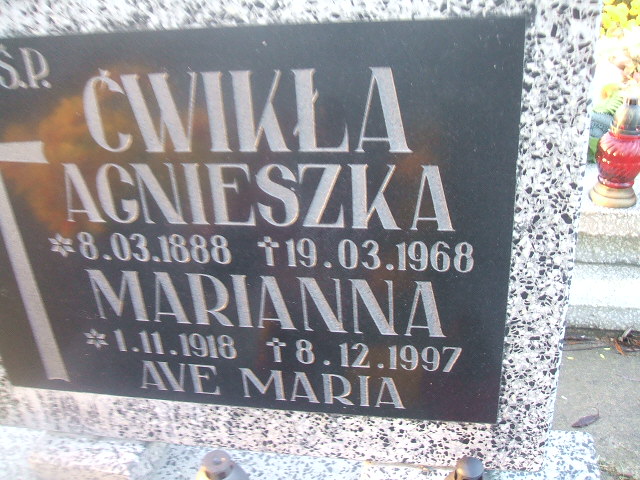 Ś.P.
ĆWIKŁA
AGNIESZKA
*8.03.1888 †19.03.1968
MARIANNA
*1.11.1918 †8.12.1997
AVE MARIA